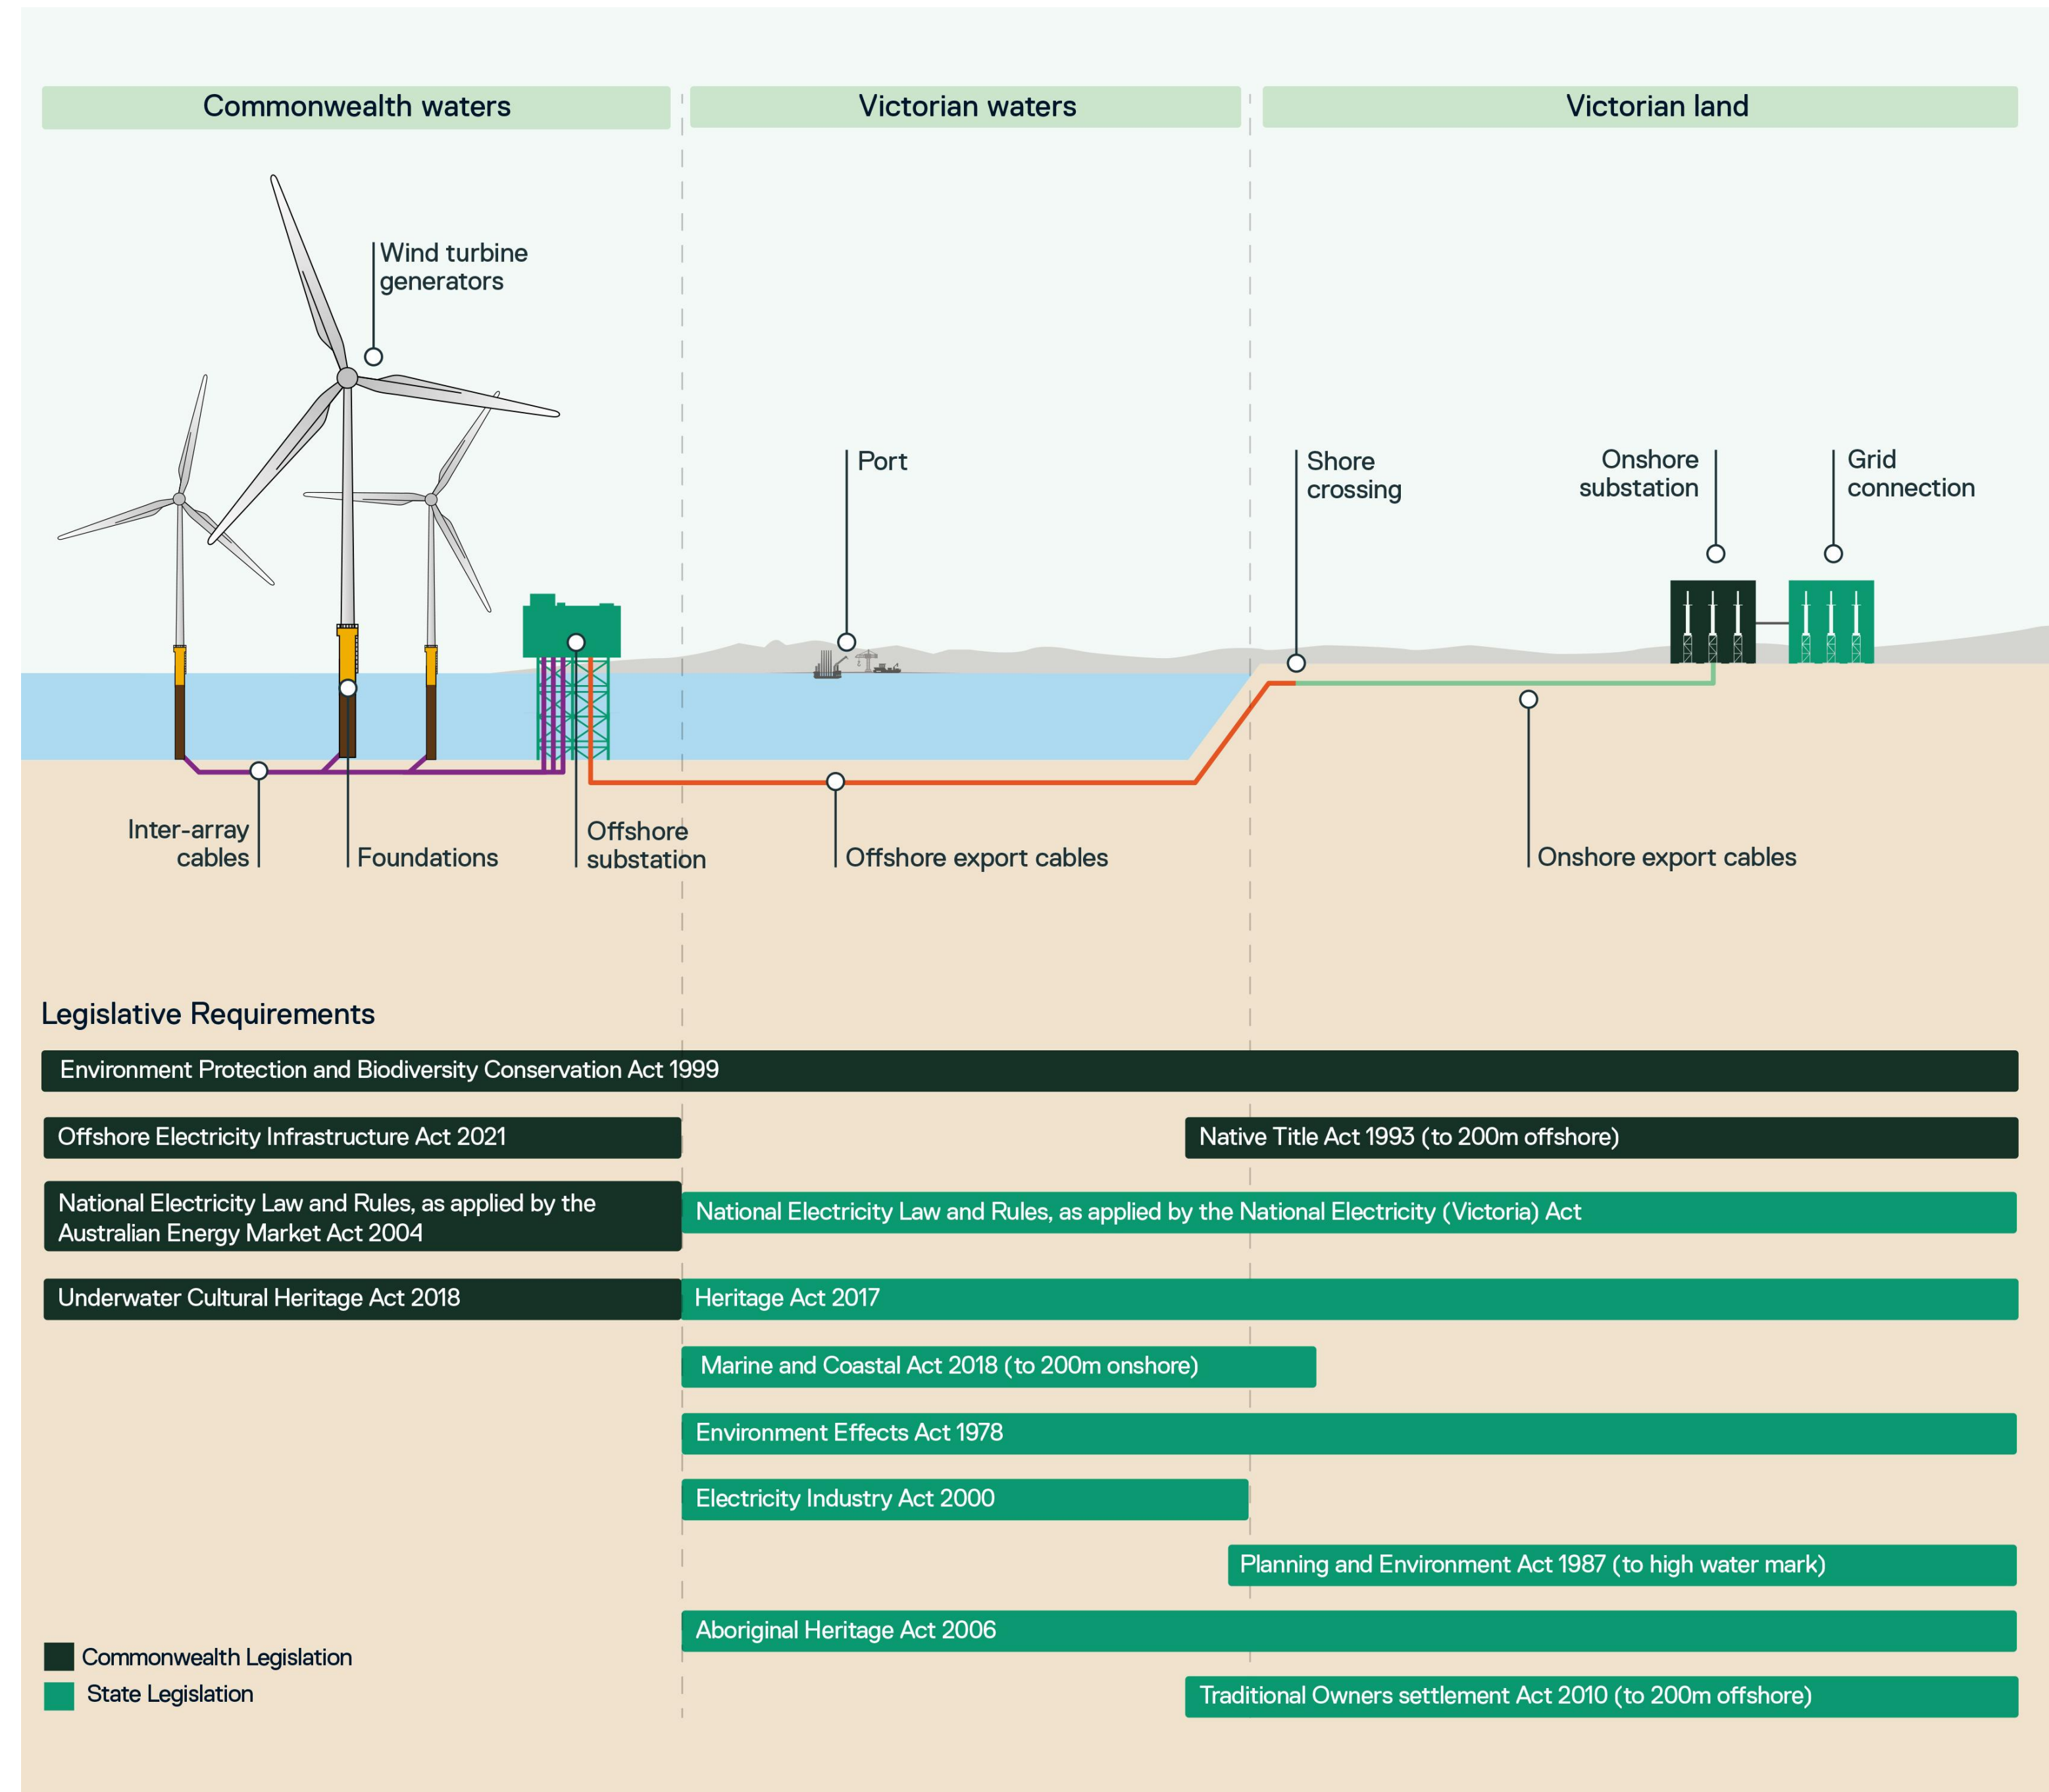 Commonwealth waters
Victorian waters
Victorian land
Wind turbine
generators
Port
Shore
crossing
Onshore
substation
Grid
connection
Inter-array
cables
Foundations
Offshore
substation
Offshore export cables
Onshore export cables
Legislative Requirements
Environment Protection and Biodiversity Conservation Act 1999
Offshore Electricity Infrastructure Act 2021
Native Title Act 1993 (to 200m offshore)
National Electricity Law and Rules, as applied by the
Australian Energy Market Act 2004
National Electricity Law and Rules, as applied by the National Electricity (Victoria) Act
Underwater Cultural Heritage Act 2018
Heritage Act 2017
Marine and Coastal Act 2018 (to 200m onshore)
Environment Effects Act 1978
Electricity Industry Act 2000
Planning and Environment Act 1987 (to high water mark)
Aboriginal Heritage Act 2006
Commonwealth Legislation
State Legislation
Traditional Owners settlement Act 2010 (to 200m offshore)